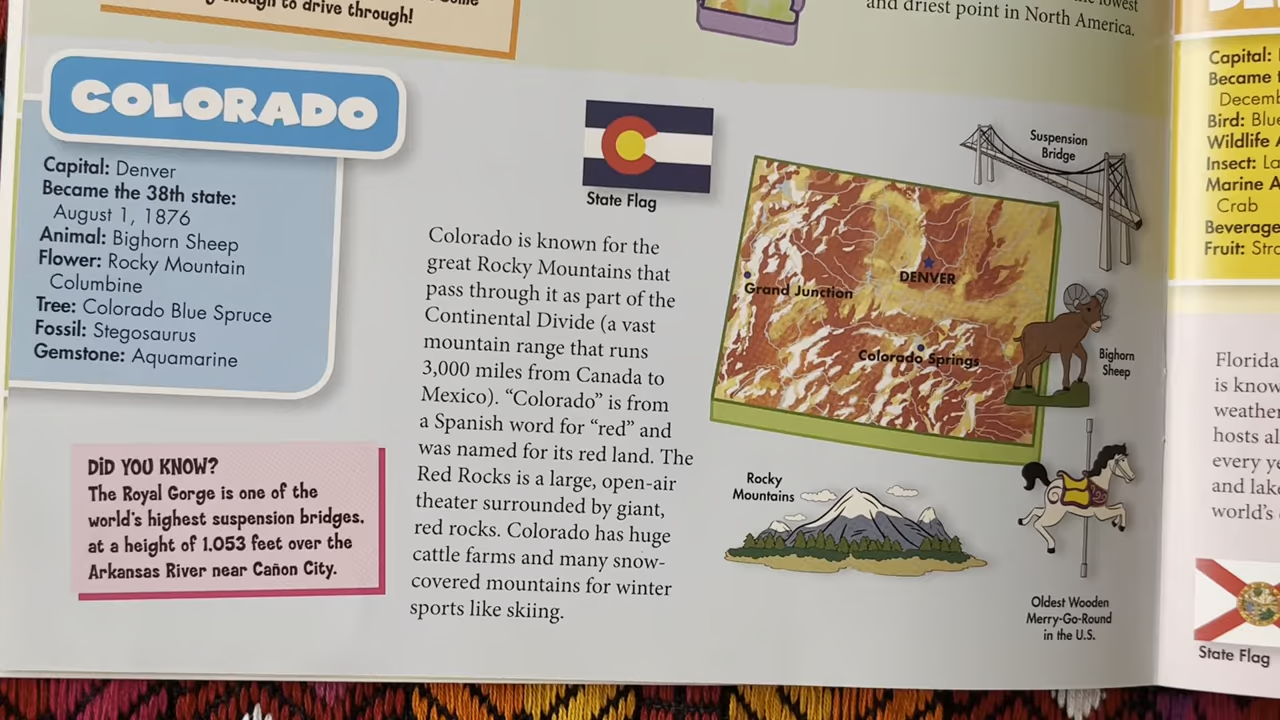 enough to drive through!
lowest
and driest point in North America.
COLORADO
Capital: Denver
Became the 38th state:
August 1, 1876
Animal: Bighorn Sheep
Flower: Rocky Mountain
Columbine
Tree: Colorado Blue Spruce
Fossil: Stegosaurus
Gemstone: Aquamarine
DiD YOU KNOW?
The Royal Gorge is one of the
world's highest suspension bridges,
at a height of 1,053 feet over the
Arkansas River near Cañon City.
State Flag
Colorado is known for the
great Rocky Mountains that
pass through it as part of the
Continental Divide (a vast
mountain range that runs
3,000 miles from Canada to
Mexico). “Colorado” is from
a Spanish word for “red” and
was named for its red land. The
Red Rocks is a large, open-air
theater surrounded by giant,
red rocks. Colorado has huge
cattle farms and many snow-
covered mountains for winter
sports like skiing.
Suspension
Bridge
DENVER
Grand Junction
Colorado Springs
Bighorn
Sheep
Rocky
Mountains
Oldest Wooden
Merry-Go-Round
in the U.S.
Capital:
Became
Bird:
Wildlife
Insect:
Marine
Crab
Beverage
Fruit:
Florida
is
hosts
every
and
State Flag